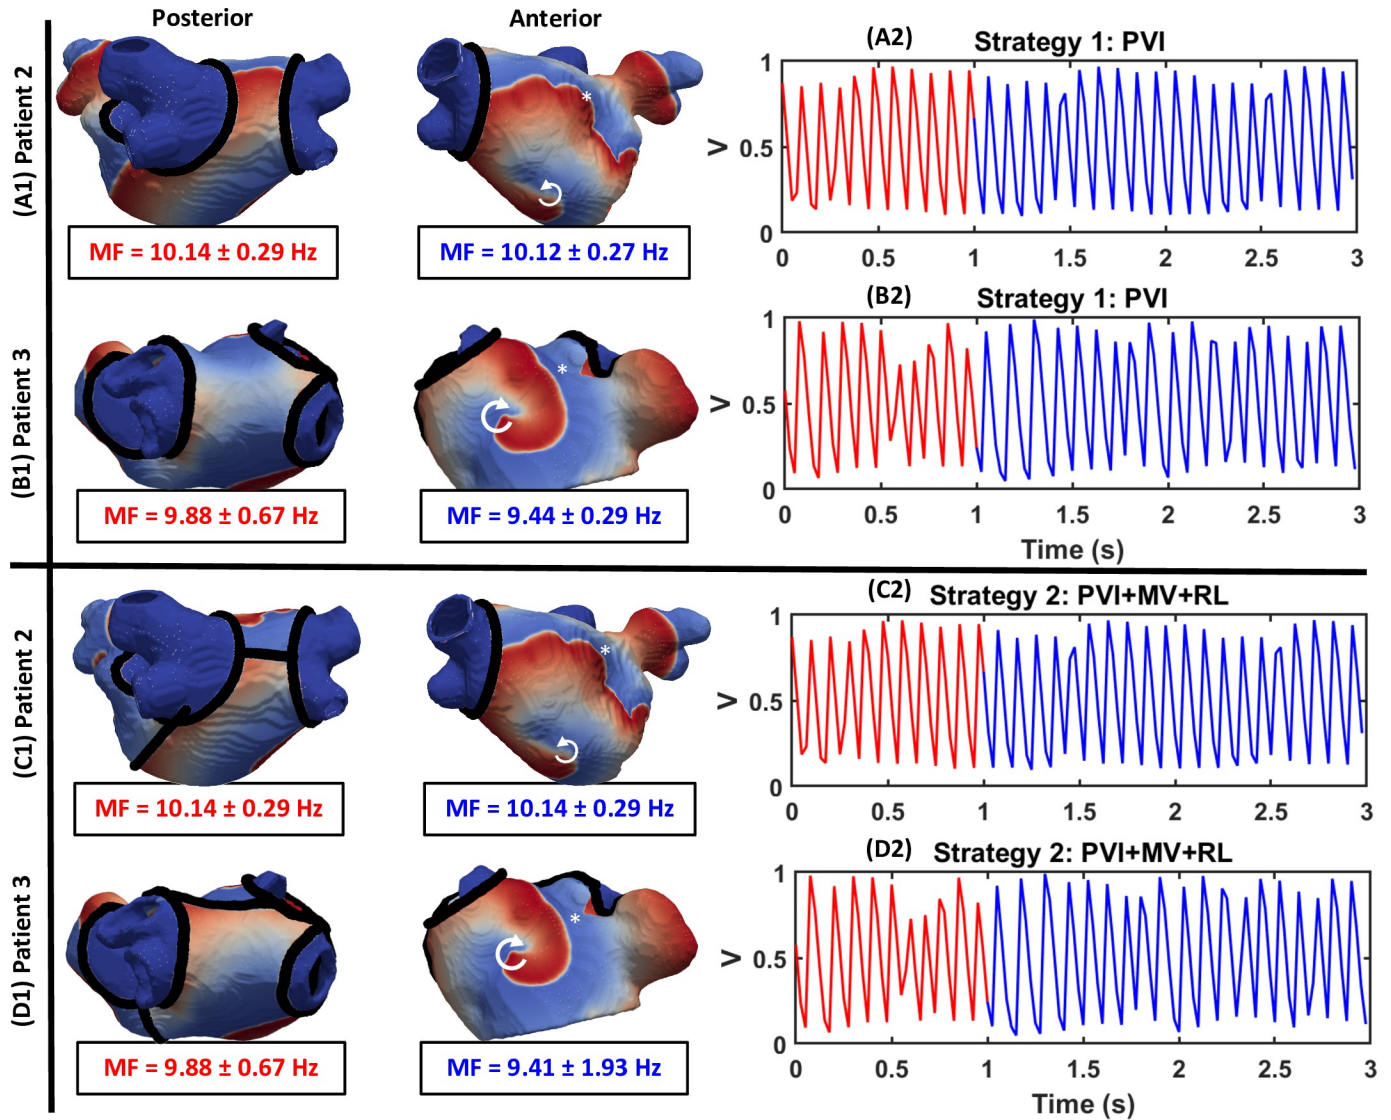 Posterior
Anterior
(A1) Patient 2
MF = 10.14 ± 0.29 Hz
MF = 10.12 ± 0.27 Hz
*
(A2)
Strategy 1: PVI
V
1
0.5
0
0 0.5 1 1.5 2 2.5 3
(B1) Patient 3
MF = 9.88 ± 0.67 Hz
MF = 9.44 ± 0.29 Hz
*
(B2)
Strategy 1: PVI
V
1
0.5
0
0 0.5 1 1.5 2 2.5 3
Time (s)
(C1) Patient 2
MF = 10.14 ± 0.29 Hz
MF = 10.14 ± 0.29 Hz
*
(C2)
Strategy 2: PVI+MV+RL
V
1
0.5
0
0 0.5 1 1.5 2 2.5 3
(D1) Patient 3
MF = 9.88 ± 0.67 Hz
MF = 9.41 ± 1.93 Hz
*
(D2)
Strategy 2: PVI+MV+RL
V
1
0.5
0
0 0.5 1 1.5 2 2.5 3
Time (s)